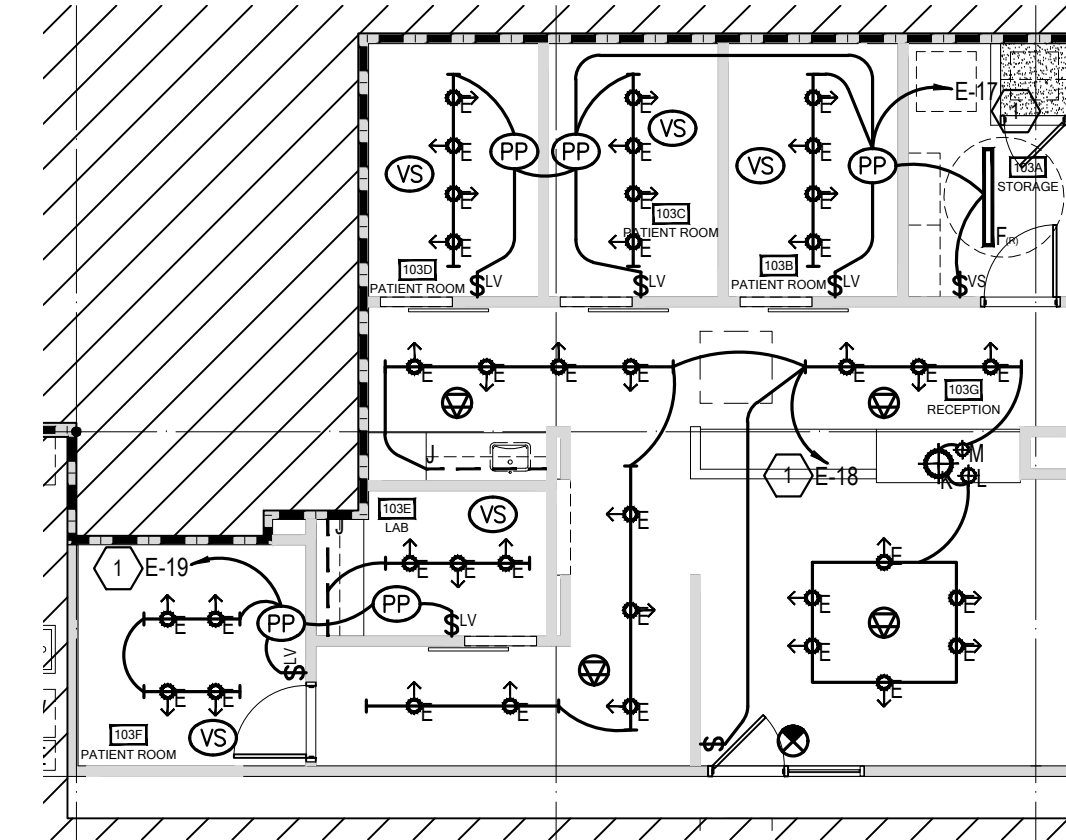 E-17
1
E E E
VS PP PP VS VS PP
E E E
103A
STORAGE
E E E
103C
PATIENT ROOM
F(R)
E E E
103D
PATIENT ROOM
103B
PATIENT ROOM
$LV $LV $LV $VS
E E E E E E E
103G
RECEPTION
J
M
K L
1 E-18
103E
LAB
VS
E
J
E
1 E-19
E E E
PP PP
E E
$LV
E E
E
E E
$LV
E E
E E
E E E
103F
PATIENT ROOM
VS
$